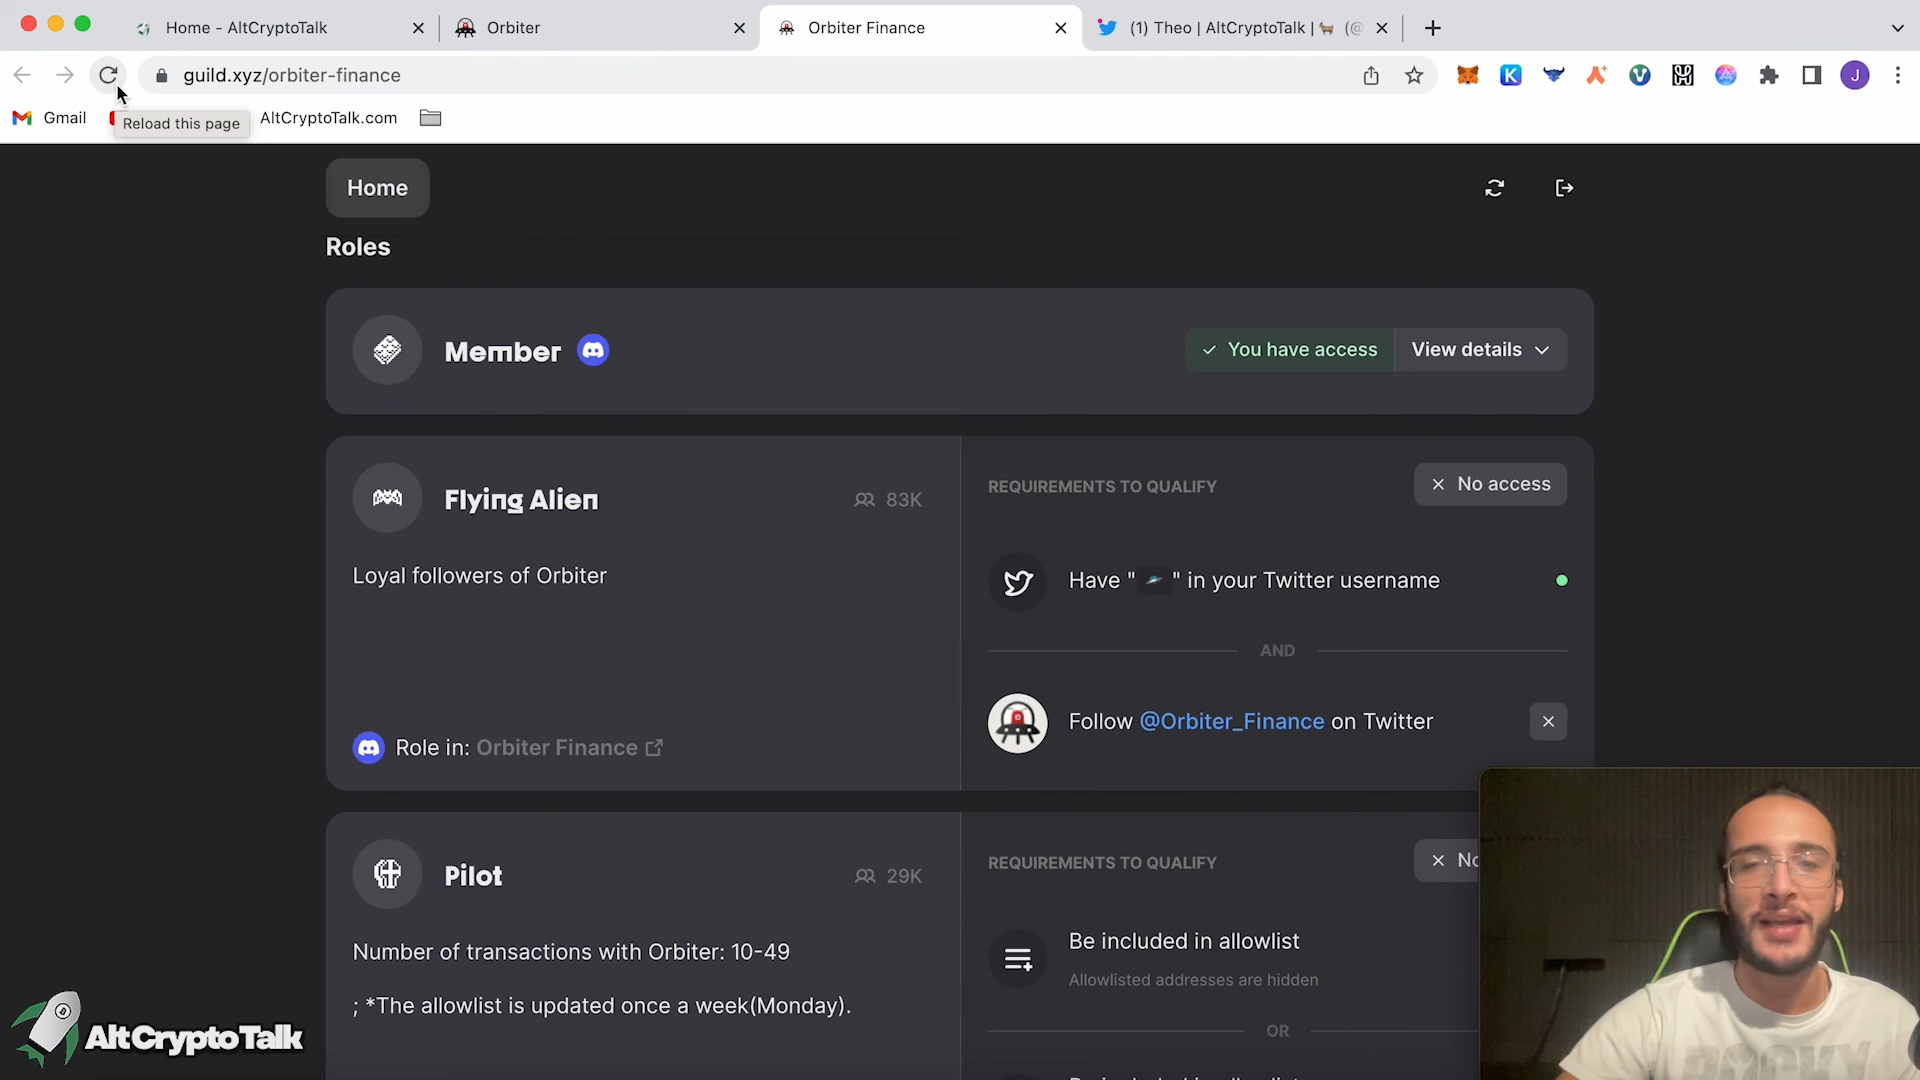 Home - AltCryptoTalk
Orbiter
Orbiter Finance
(1) Theo | AltCryptoTalk | 🐂 (@
guild.xyz/orbiter-finance
J
Gmail
Reload this page
AltCryptoTalk.com
Home
Roles
Member
You have access
View details
Flying Alien
83K
REQUIREMENTS TO QUALIFY
No access
Loyal followers of Orbiter
Have "🛸" in your Twitter username
AND
Follow @Orbiter_Finance on Twitter
Role in: Orbiter Finance
Pilot
29K
REQUIREMENTS TO QUALIFY
Number of transactions with Orbiter: 10-49
Be included in allowlist
Allowlisted addresses are hidden
; *The allowlist is updated once a week(Monday).
OR
AltCryptoTalk